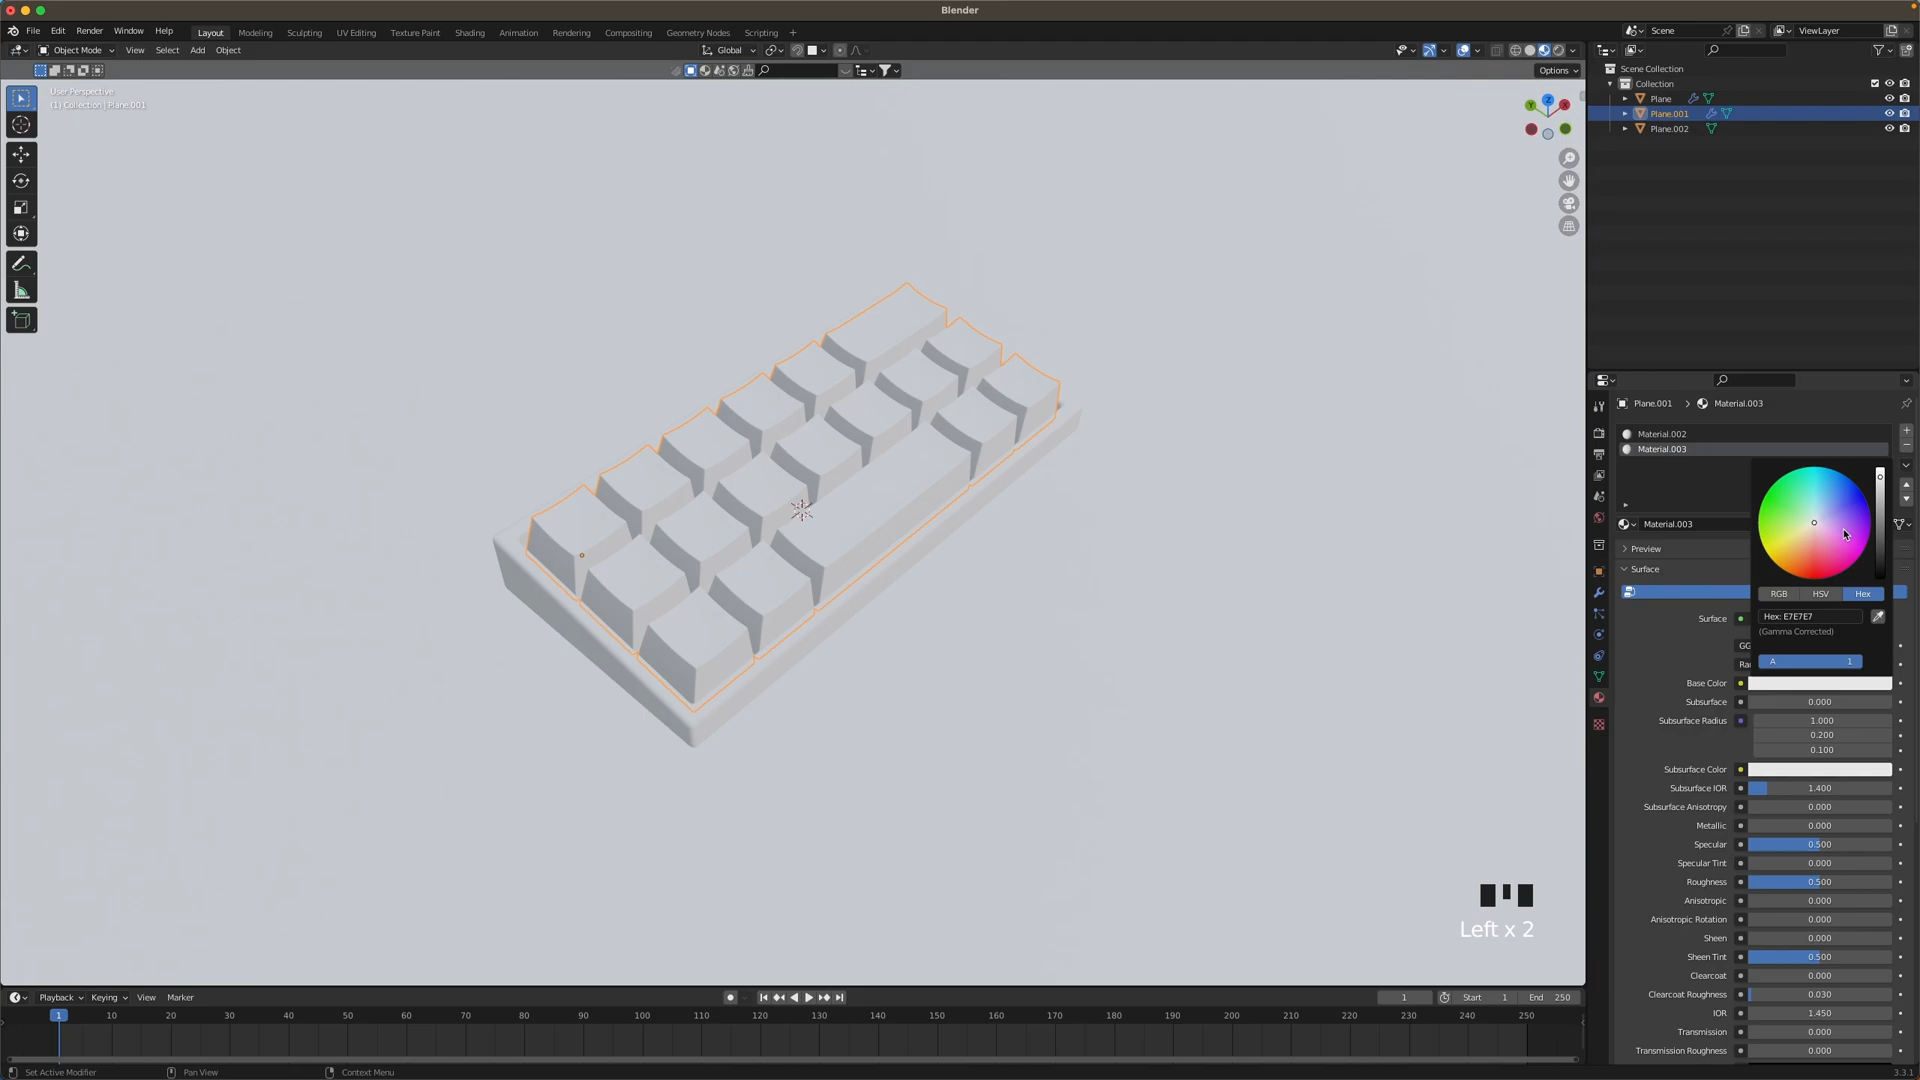 Blender
File Edit Render Window Help Layout Modeling Sculpting UV Editing Texture Paint Shading Animation Rendering Compositing Geometry Nodes Scripting + Scene ViewLayer
Object Mode View Select Add Object Global
Options
User Perspective
(1) Collection | Plane.001
Y Z X
Scene Collection
Collection
Plane
Plane.001
Plane.002
Plane.001 > Material.003
Material.002
Material.003
Material.003
Preview
Surface
RGB HSV Hex
Hex: E7E7E7
(Gamma Corrected)
Surface
GG
Ra
A 1
Base Color
Subsurface 0.000
Subsurface Radius 1.000
0.200
0.100
Subsurface Color
Subsurface IOR 1.400
Subsurface Anisotropy 0.000
Metallic 0.000
Specular 0.500
Specular Tint 0.000
Roughness 0.500
Anisotropic 0.000
Anisotropic Rotation 0.000
Sheen 0.000
Sheen Tint 0.500
Clearcoat 0.000
Clearcoat Roughness 0.030
IOR 1.450
Transmission 0.000
Transmission Roughness 0.000
Left x 2
Playback Keying View Marker 1 Start 1 End 250
1 10 20 30 40 50 60 70 80 90 100 110 120 130 140 150 160 170 180 190 200 210 220 230 240 250
Set Active Modifier Pan View Context Menu 3.3.1